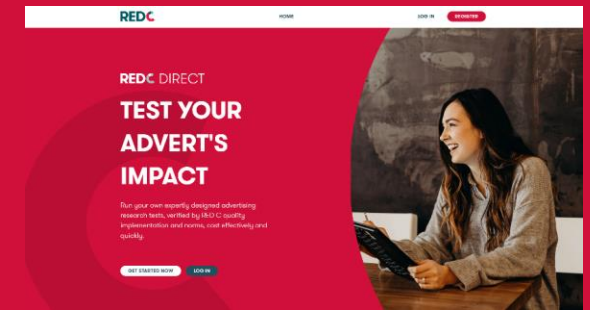 REDC
HOME
LOG IN
REGISTER
REDC DIRECT
TEST YOUR
ADVERT'S
IMPACT
Run your own expertly designed advertising
research tests, verified by RED C quality
implementation and norms, cost effectively and
quickly.
GET STARTED NOW
LOG IN